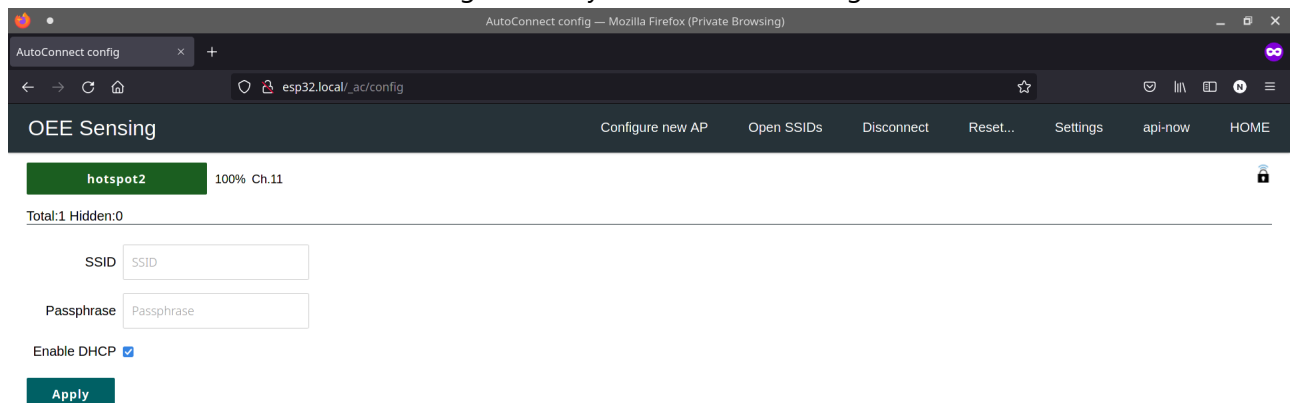 AutoConnect config — Mozilla Firefox (Private Browsing)
AutoConnect config
esp32.local/_ac/config
N
OEE Sensing Configure new AP Open SSIDs Disconnect Reset... Settings api-now HOME
hotspot2 100% Ch.11
Total:1 Hidden:0
SSID SSID
Passphrase Passphrase
Enable DHCP
Apply